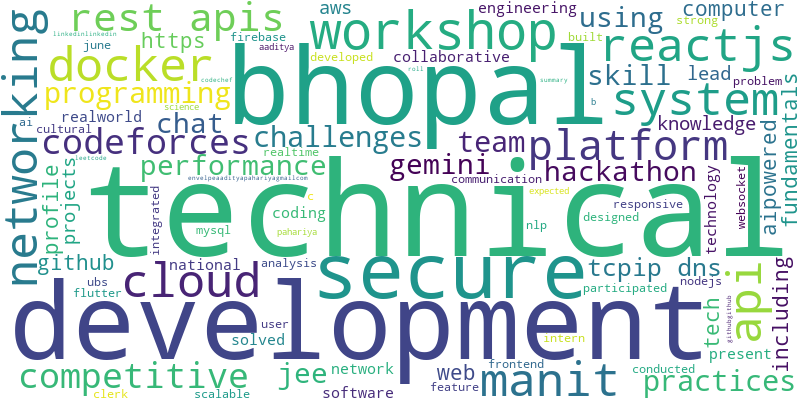 aws
engineering
computer
linkedinlinkedin
rest apis
workshop
using
strong
june
https
firebase
aaditya
developed
built
reactjs
docker
collaborative
codechef
roll
summary
skill
lead
problem
programming
bhopal
system
science
networking
ai
realworld
cultural
chat
b
knowledge
codeforces
challenges
team
platform
fundamentals
leetcode
realtime
performance
gemini
hackathon
aipowered
profile
projects
envelpeaadityapahariyagmailcom
communication
expected
technical
c
integrated
coding
designed
responsive
technology
websocket
mysql
pahariya
nlp
github
national
analysis
secure
tcpip dns
nodejs
ubs
flutter
cloud
participated
api
including
development
user
intern
tech
githubgithub
solved
frontend
present
competitive
jee
network
web
feature
manit
conducted
practices
clerk
scalable
software